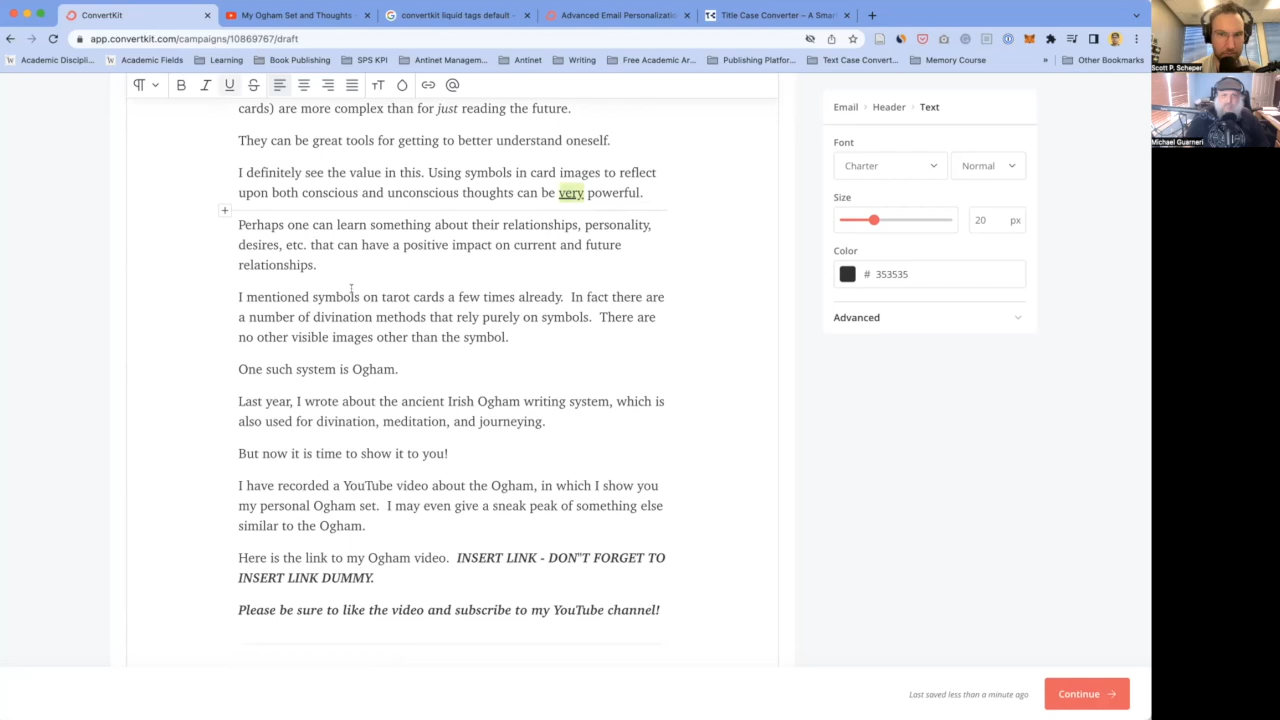 ConvertKit
My Oght and Thoughts - YouTu
convertkit liquid tags default -
Advanced Email Personalizatio
Title Case Converter – A Smar
app.convertkit.com/campaigns/10869767/draft
Academic Disciplin...
Academic Fields
Learning
Book Publishing
SPS
Antinet Managemen...
Antinet
Writing
Free Academic Ar...
Publishing Platfor...
Text Case Convert...
Memory Course
»
Other Bookmarks
Scott P. Scheper
Michael Guarneri
cards) are more complex than for just reading the future.
They can be great tools for getting to better understand oneself.
I definitely see the value in this. Using symbols in card images to reflect
upon both conscious and unconscious thoughts can be very powerful.
Perhaps one can learn something about their relationships, personality,
desires, etc. that can have a positive impact on current and future
relationships.
I mentioned symbols on tarot cards a few times already.  In fact there are
a number of divination methods that rely purely on symbols.  There are
no other visible images other than the symbol.
One such system is Ogham.
Last year, I wrote about the ancient Irish Ogham writing system, which is
also used for divination, meditation, and journeying.
But now it is time to show it to you!
I have recorded a YouTube video about the Ogham, in which I show you
my personal Ogham set.  I may even give a sneak peak of something else
similar to the Ogham.
Here is the link to my Ogham video.  INSERT LINK - DON"T FORGET TO
INSERT LINK DUMMY.
Please be sure to like the video and subscribe to my YouTube channel!
Email > Header > Text
Font
Charter
Normal
Size
20 px
Color
# 353535
Advanced
Last saved less than a minute ago
Continue →